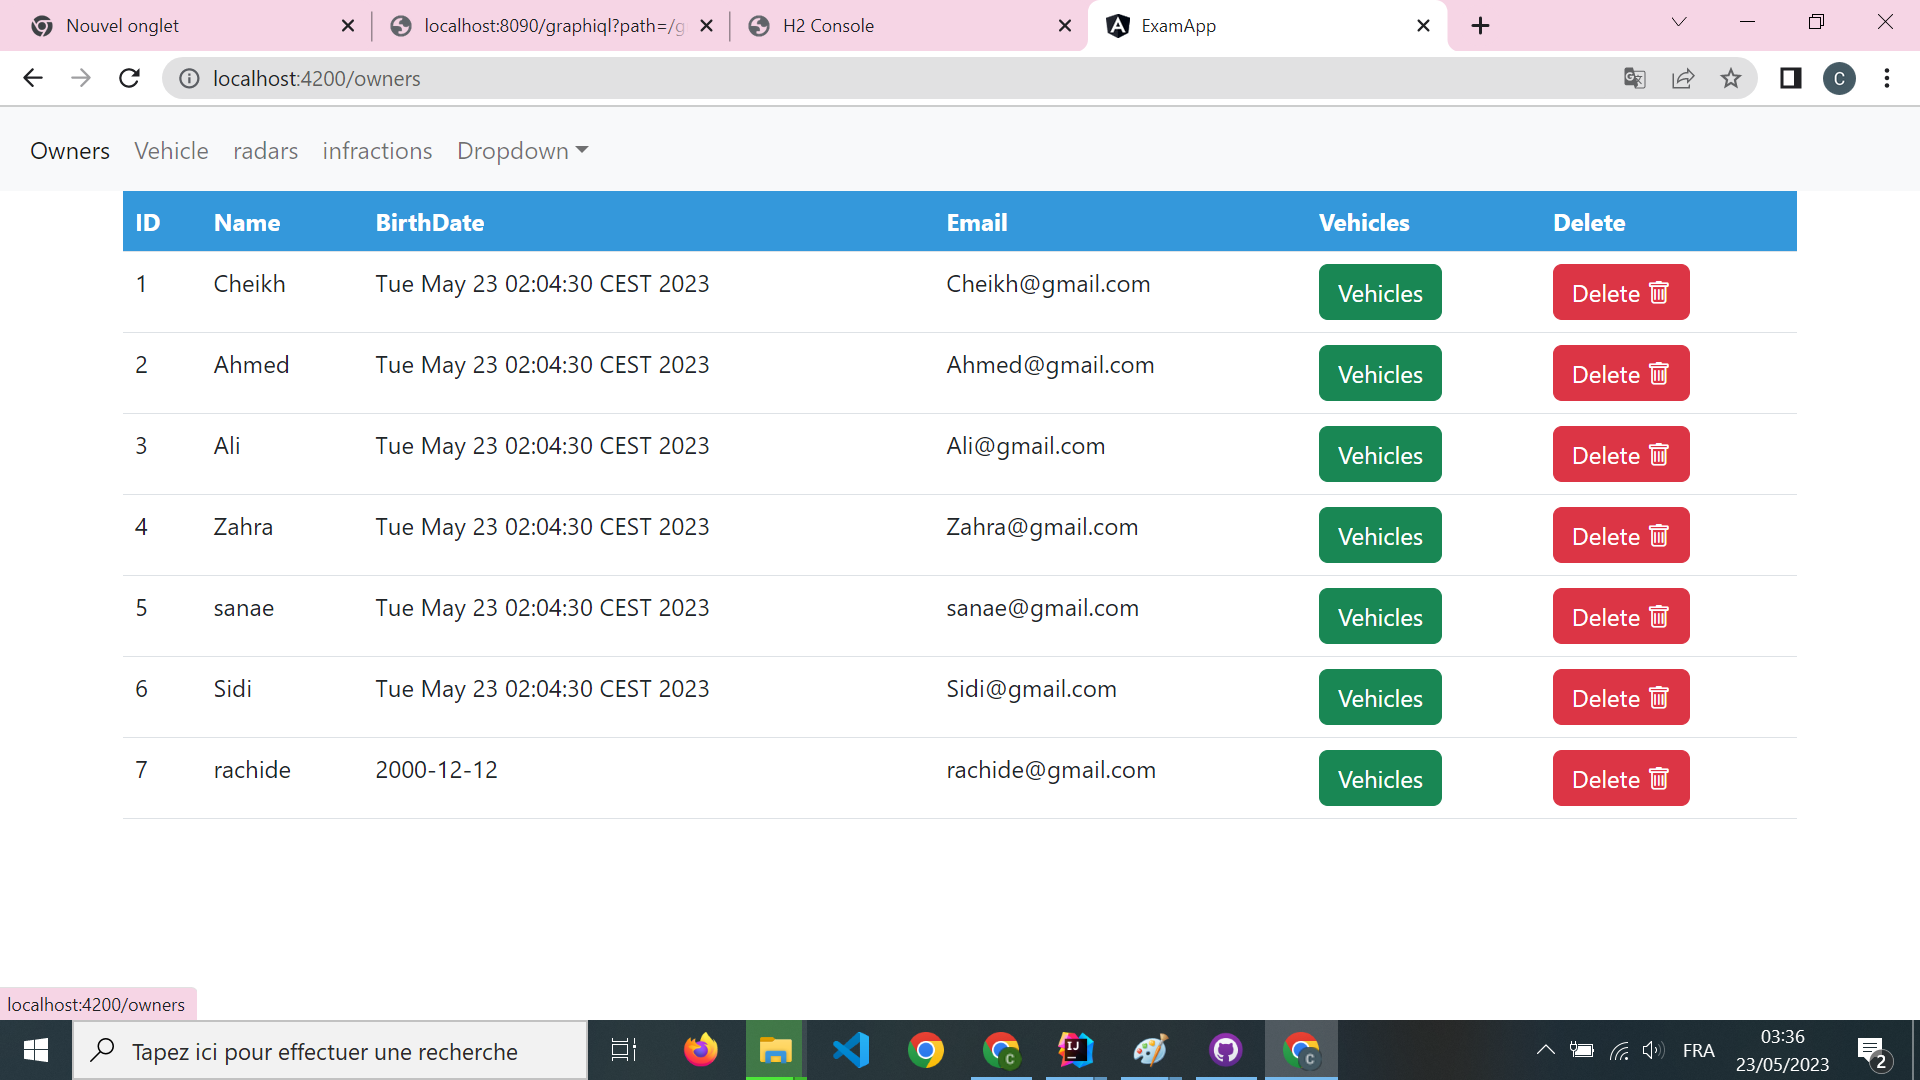 Nouvel onglet
localhost:8090/graphiql?path=/g
H2 Console
ExamApp
localhost:4200/owners
C
Owners Vehicle radars infractions Dropdown
ID Name BirthDate Email Vehicles Delete
1 Cheikh Tue May 23 02:04:30 CEST 2023 Cheikh@gmail.com Vehicles Delete
2 Ahmed Tue May 23 02:04:30 CEST 2023 Ahmed@gmail.com Vehicles Delete
3 Ali Tue May 23 02:04:30 CEST 2023 Ali@gmail.com Vehicles Delete
4 Zahra Tue May 23 02:04:30 CEST 2023 Zahra@gmail.com Vehicles Delete
5 sanae Tue May 23 02:04:30 CEST 2023 sanae@gmail.com Vehicles Delete
6 Sidi Tue May 23 02:04:30 CEST 2023 Sidi@gmail.com Vehicles Delete
7 rachide 2000-12-12 rachide@gmail.com Vehicles Delete
localhost:4200/owners
Tapez ici pour effectuer une recherche
C
IJ
C
FRA
03:36
23/05/2023
2